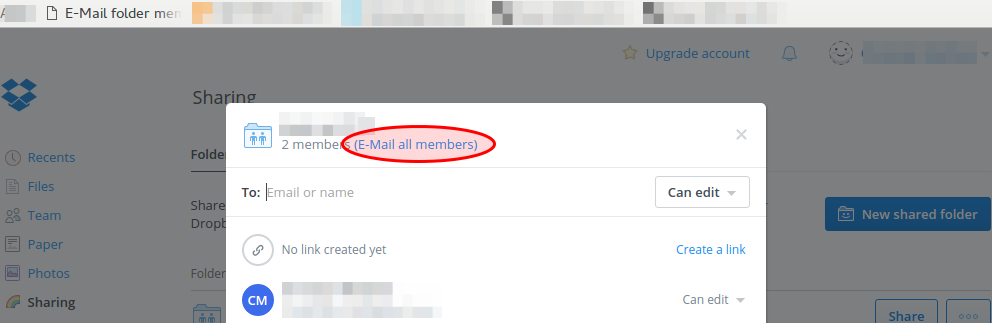 E-Mail folder mem
Upgrade account
Sharing
2 members (E-Mail all members)
×
Recents
Folder
To: Email or name
Can edit
Files
Share
Dropb
Team
New shared folder
Paper
No link created yet
Create a link
Photos
Folder
Sharing
CM
Can edit
Share